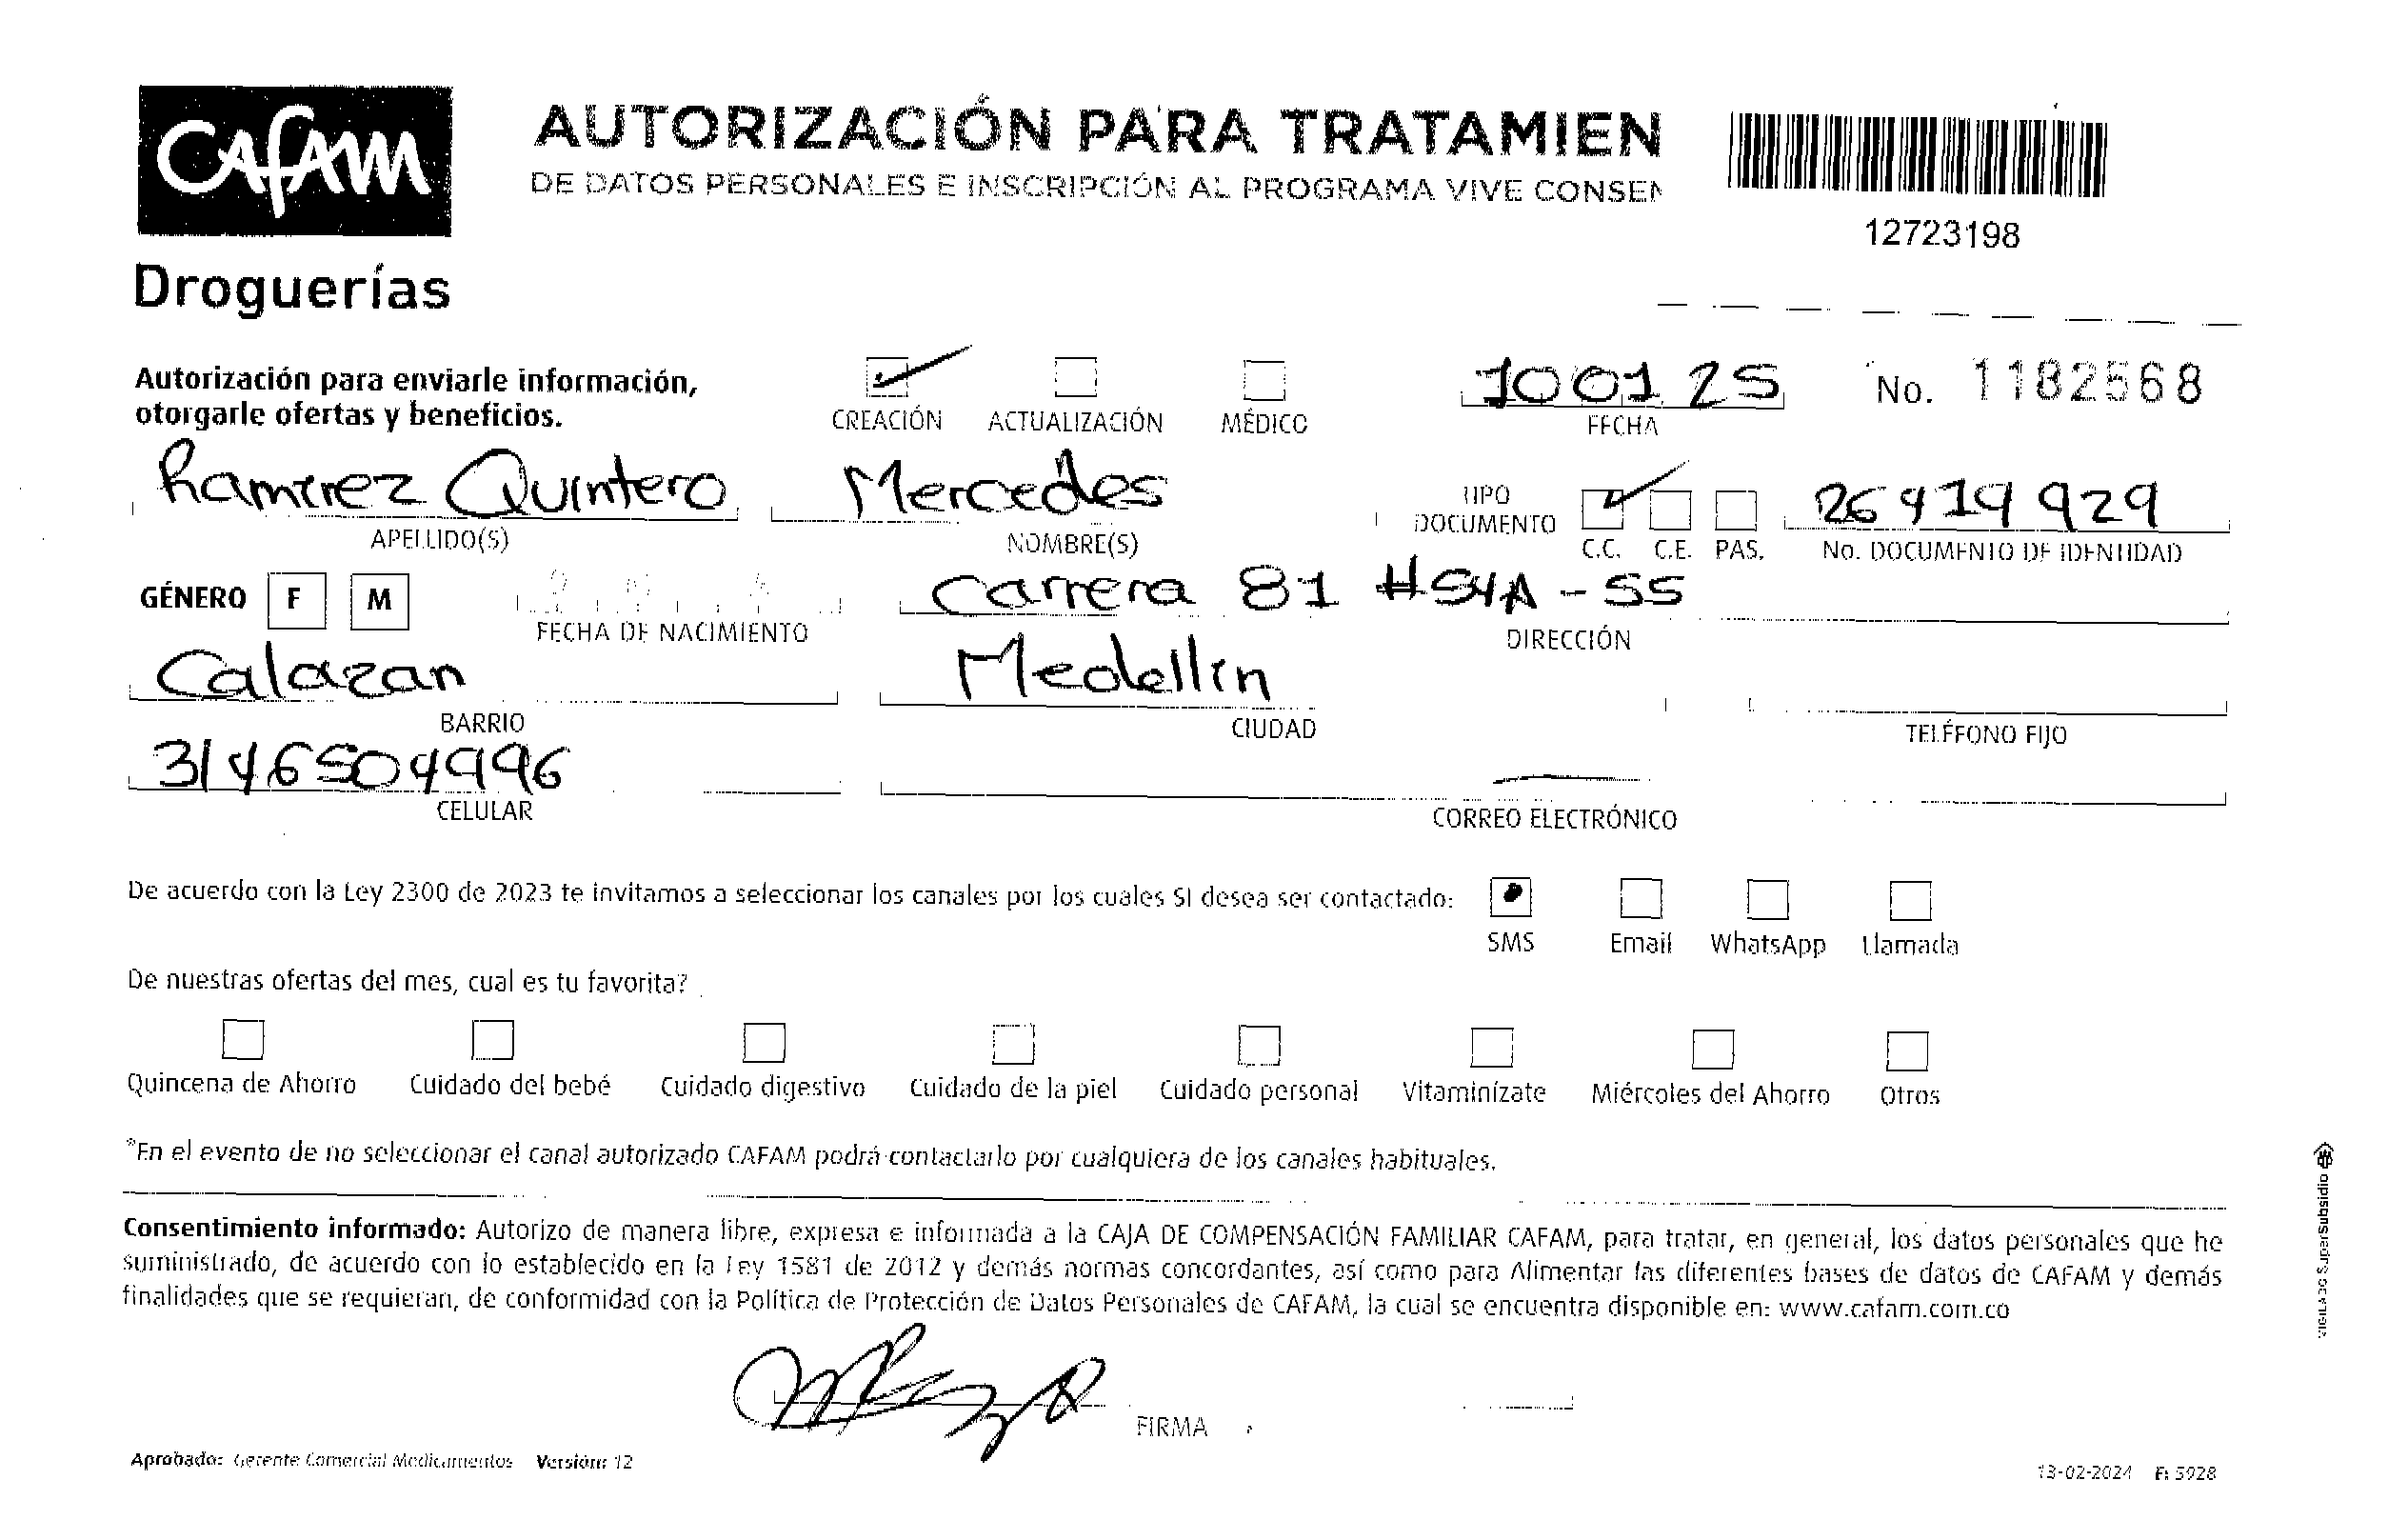 CAFAM
AUTORIZACIÓN PARA TRATAMIEN
DE DATOS PERSONALES E INSCRIPCIÓN AL PROGRAMA VIVE CONSEN
12723198
Droguerías
Autorización para enviarle información,
otorgarle ofertas y beneficios.
CREACIÓN ACTUALIZACIÓN MÉDICO
100125
FECHA
No. 1182568
Ramirez Quintero Mercedes
APELLIDO(S) NOMBRE(S)
TIPO
DOCUMENTO
C.C. C.E. PAS.
26419929
No. DOCUMENTO DE IDENTIDAD
GÉNERO F M
D M A
FECHA DE NACIMIENTO
Carrera 81 #54A-55
DIRECCIÓN
Calazan Medellin
BARRIO CIUDAD TELÉFONO FIJO
3146504996
CELULAR CORREO ELECTRÓNICO
De acuerdo con la Ley 2300 de 2023 te invitamos a seleccionar los canales por los cuales SI desea ser contactado:
SMS Email WhatsApp Llamada
De nuestras ofertas del mes, cual es tu favorita?
Quincena de Ahorro Cuidado del bebé Cuidado digestivo Cuidado de la piel Cuidado personal Vitaminízate Miércoles del Ahorro Otros
*En el evento de no seleccionar el canal autorizado CAFAM podrá contactarlo por cualquiera de los canales habituales.
Consentimiento informado: Autorizo de manera libre, expresa e informada a la CAJA DE COMPENSACIÓN FAMILIAR CAFAM, para tratar, en general, los datos personales que he
suministrado, de acuerdo con lo establecido en la Ley 1581 de 2012 y demás normas concordantes, así como para Alimentar las diferentes bases de datos de CAFAM y demás
finalidades que se requieran, de conformidad con la Política de Protección de Datos Personales de CAFAM, la cual se encuentra disponible en: www.cafam.com.co
FIRMA
Aprobado: Gerente Comercial Medicamentos Versión: 12
13-02-2024 F: 5928
VIGILADO SuperSubsidio